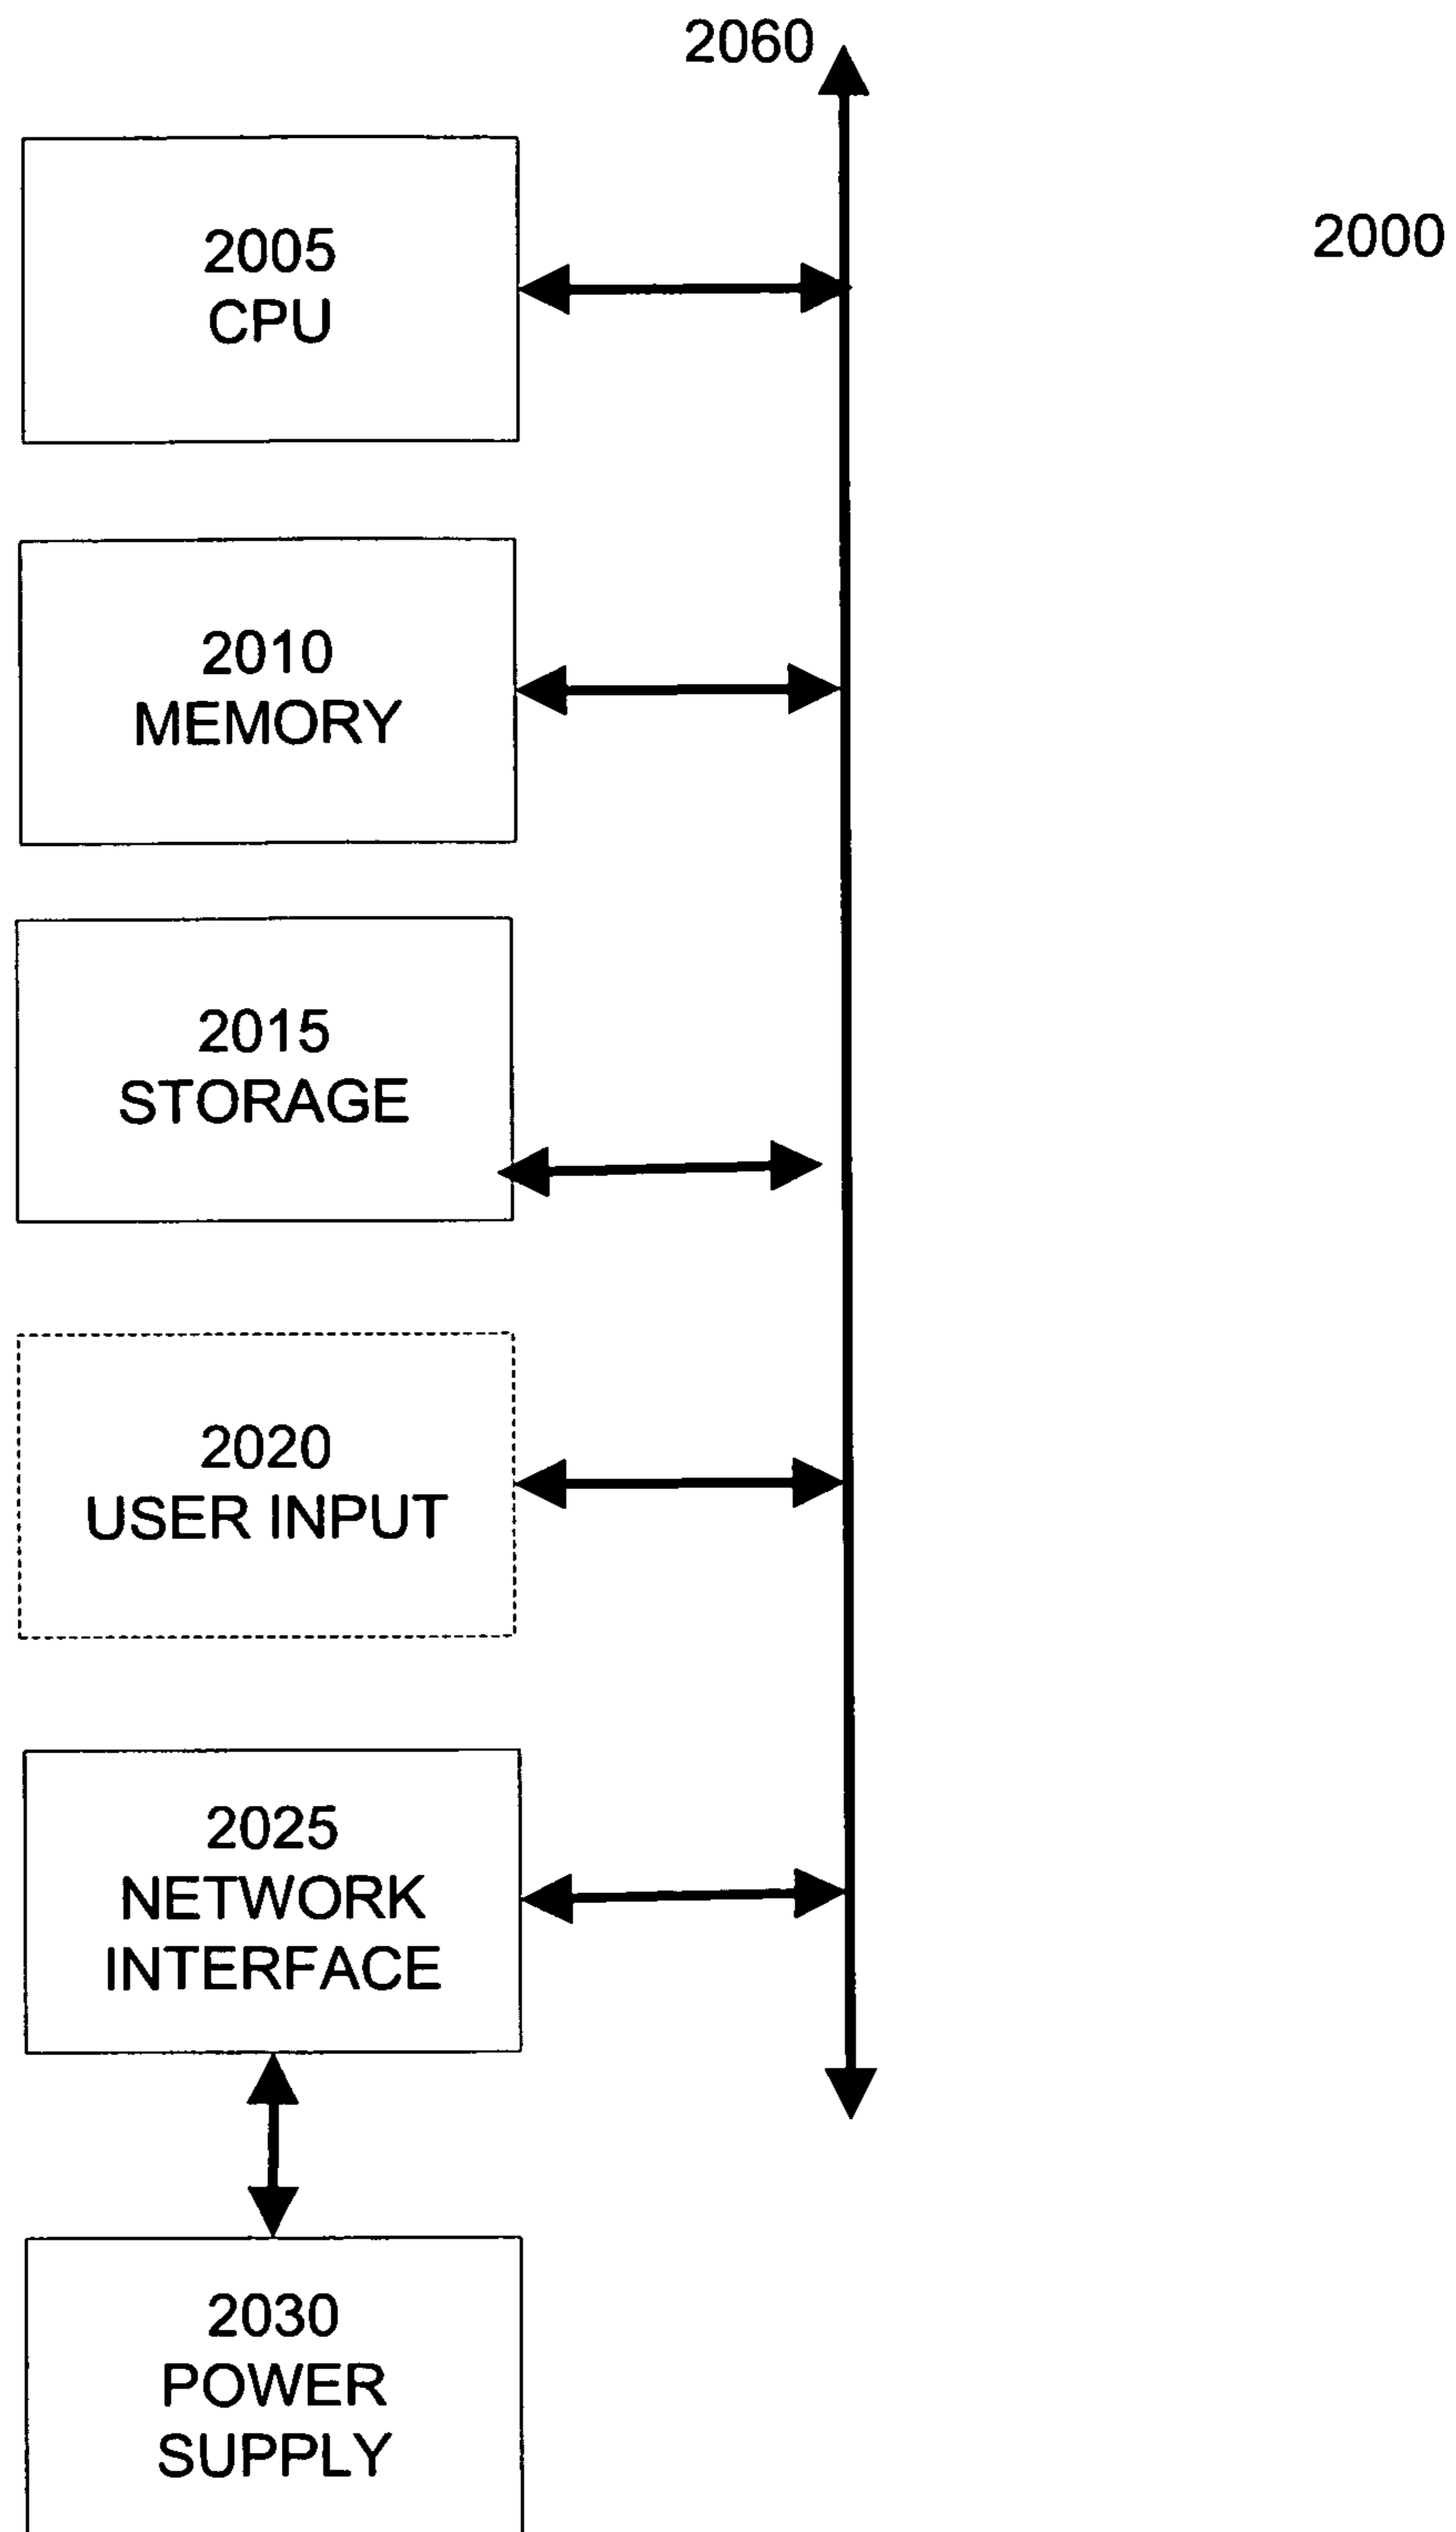 2060
2000
2005
CPU
2010
MEMORY
2015
STORAGE
2020
USER INPUT
2025
NETWORK
INTERFACE
2030
POWER
SUPPLY